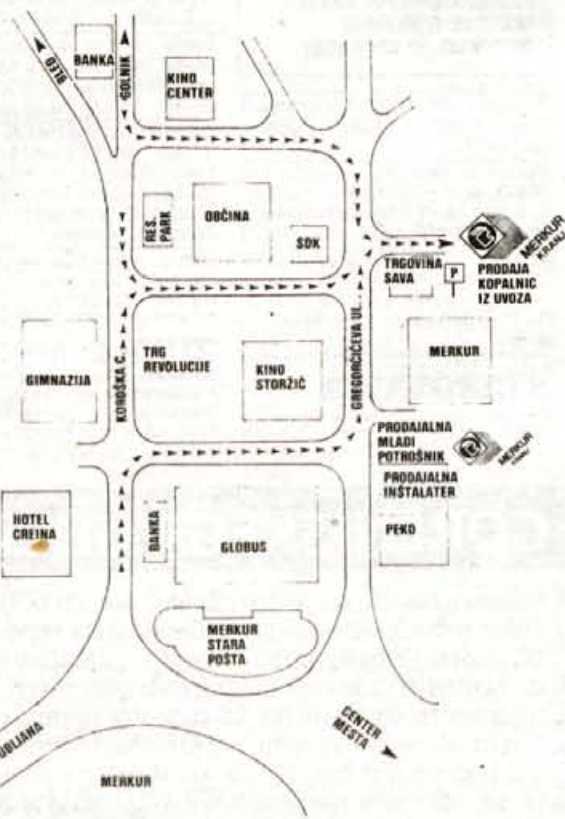 BLED
BANKA
GOLNIK
KINO
CENTER
RES.
PARK
OBČINA
SDK
MERKUR
KRANJ
TRGOVINA
SAVA
P
PRODAJA
KOPALNIC
IZ UVOZA
GIMNAZIJA
KOROŠKA C.
TRG
REVOLUCIJE
KINO
STORŽIČ
GREGORČIČEVA UL.
MERKUR
PRODAJALNA
MLADI
POTROŠNIK
MERKUR
PRODAJALNA
INŠTALATER
HOTEL
CREINA
BANKA
GLOBUS
PEKO
MERKUR
STARA
POŠTA
CENTER
MESTA
MERKUR